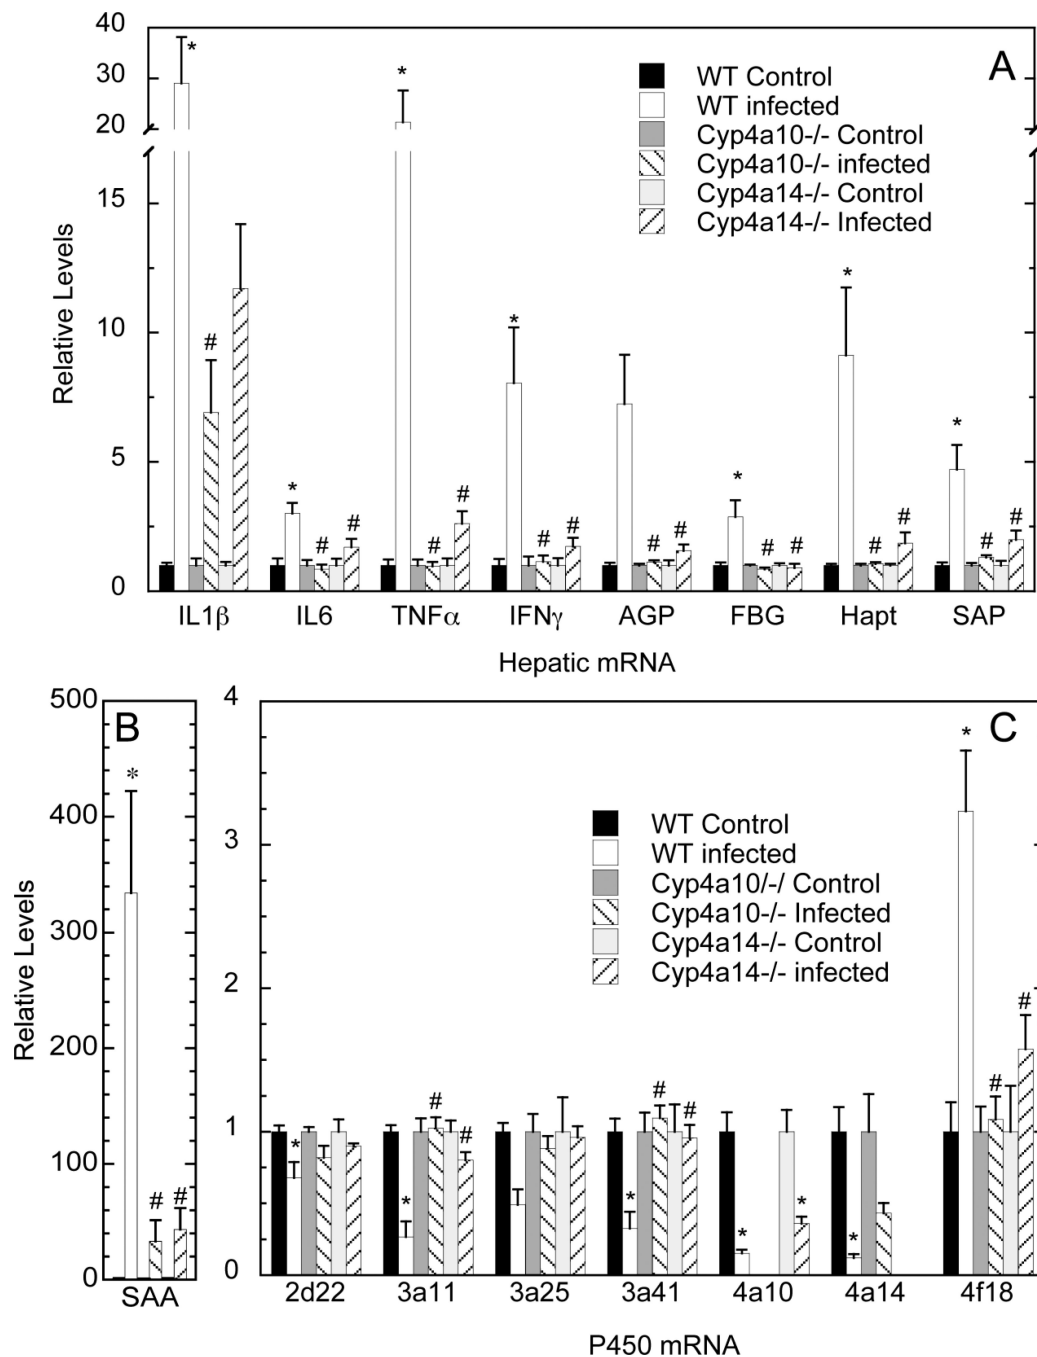 A
40
30
20
15
10
5
0
Relative Levels
WT Control
WT infected
Cyp4a10-/- Control
Cyp4a10-/- infected
Cyp4a14-/- Control
Cyp4a14-/- Infected
*
#
*
#
#
*
#
#
*
#
#
#
#
*
#
#
*
#
#
*
#
#
IL1β IL6 TNFα IFNγ AGP FBG Hapt SAP
Hepatic mRNA
B
500
400
300
200
100
0
Relative Levels
*
#
#
SAA
C
4
3
2
1
0
WT Control
WT infected
Cyp4a10/-/ Control
Cyp4a10-/- Infected
Cyp4a14-/- Control
Cyp4a14-/- infected
*
*
#
#
*
#
#
*
*
*
*
#
#
2d22 3a11 3a25 3a41 4a10 4a14 4f18
P450 mRNA